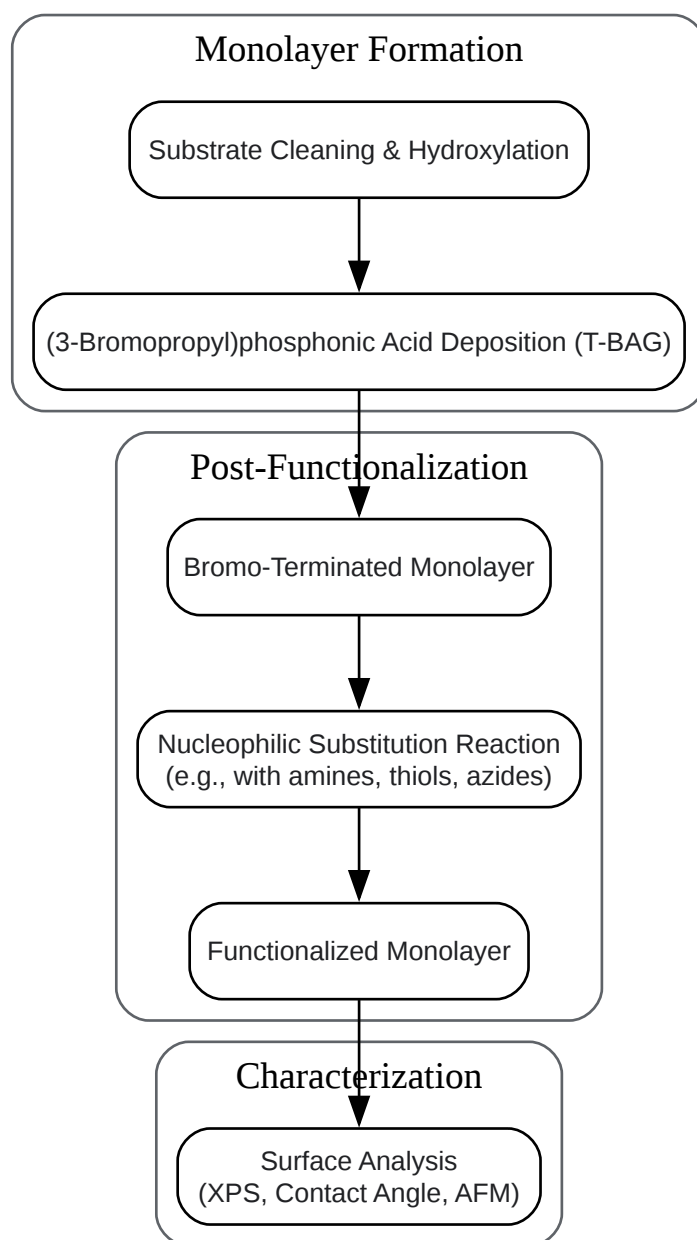 Monolayer Formation
Substrate Cleaning & Hydroxylation
(3-Bromopropyl)phosphonic Acid Deposition (T-BAG)
Post-Functionalization
Bromo-Terminated Monolayer
Nucleophilic Substitution Reaction
(e.g., with amines, thiols, azides)
Functionalized Monolayer
Characterization
Surface Analysis
(XPS, Contact Angle, AFM)